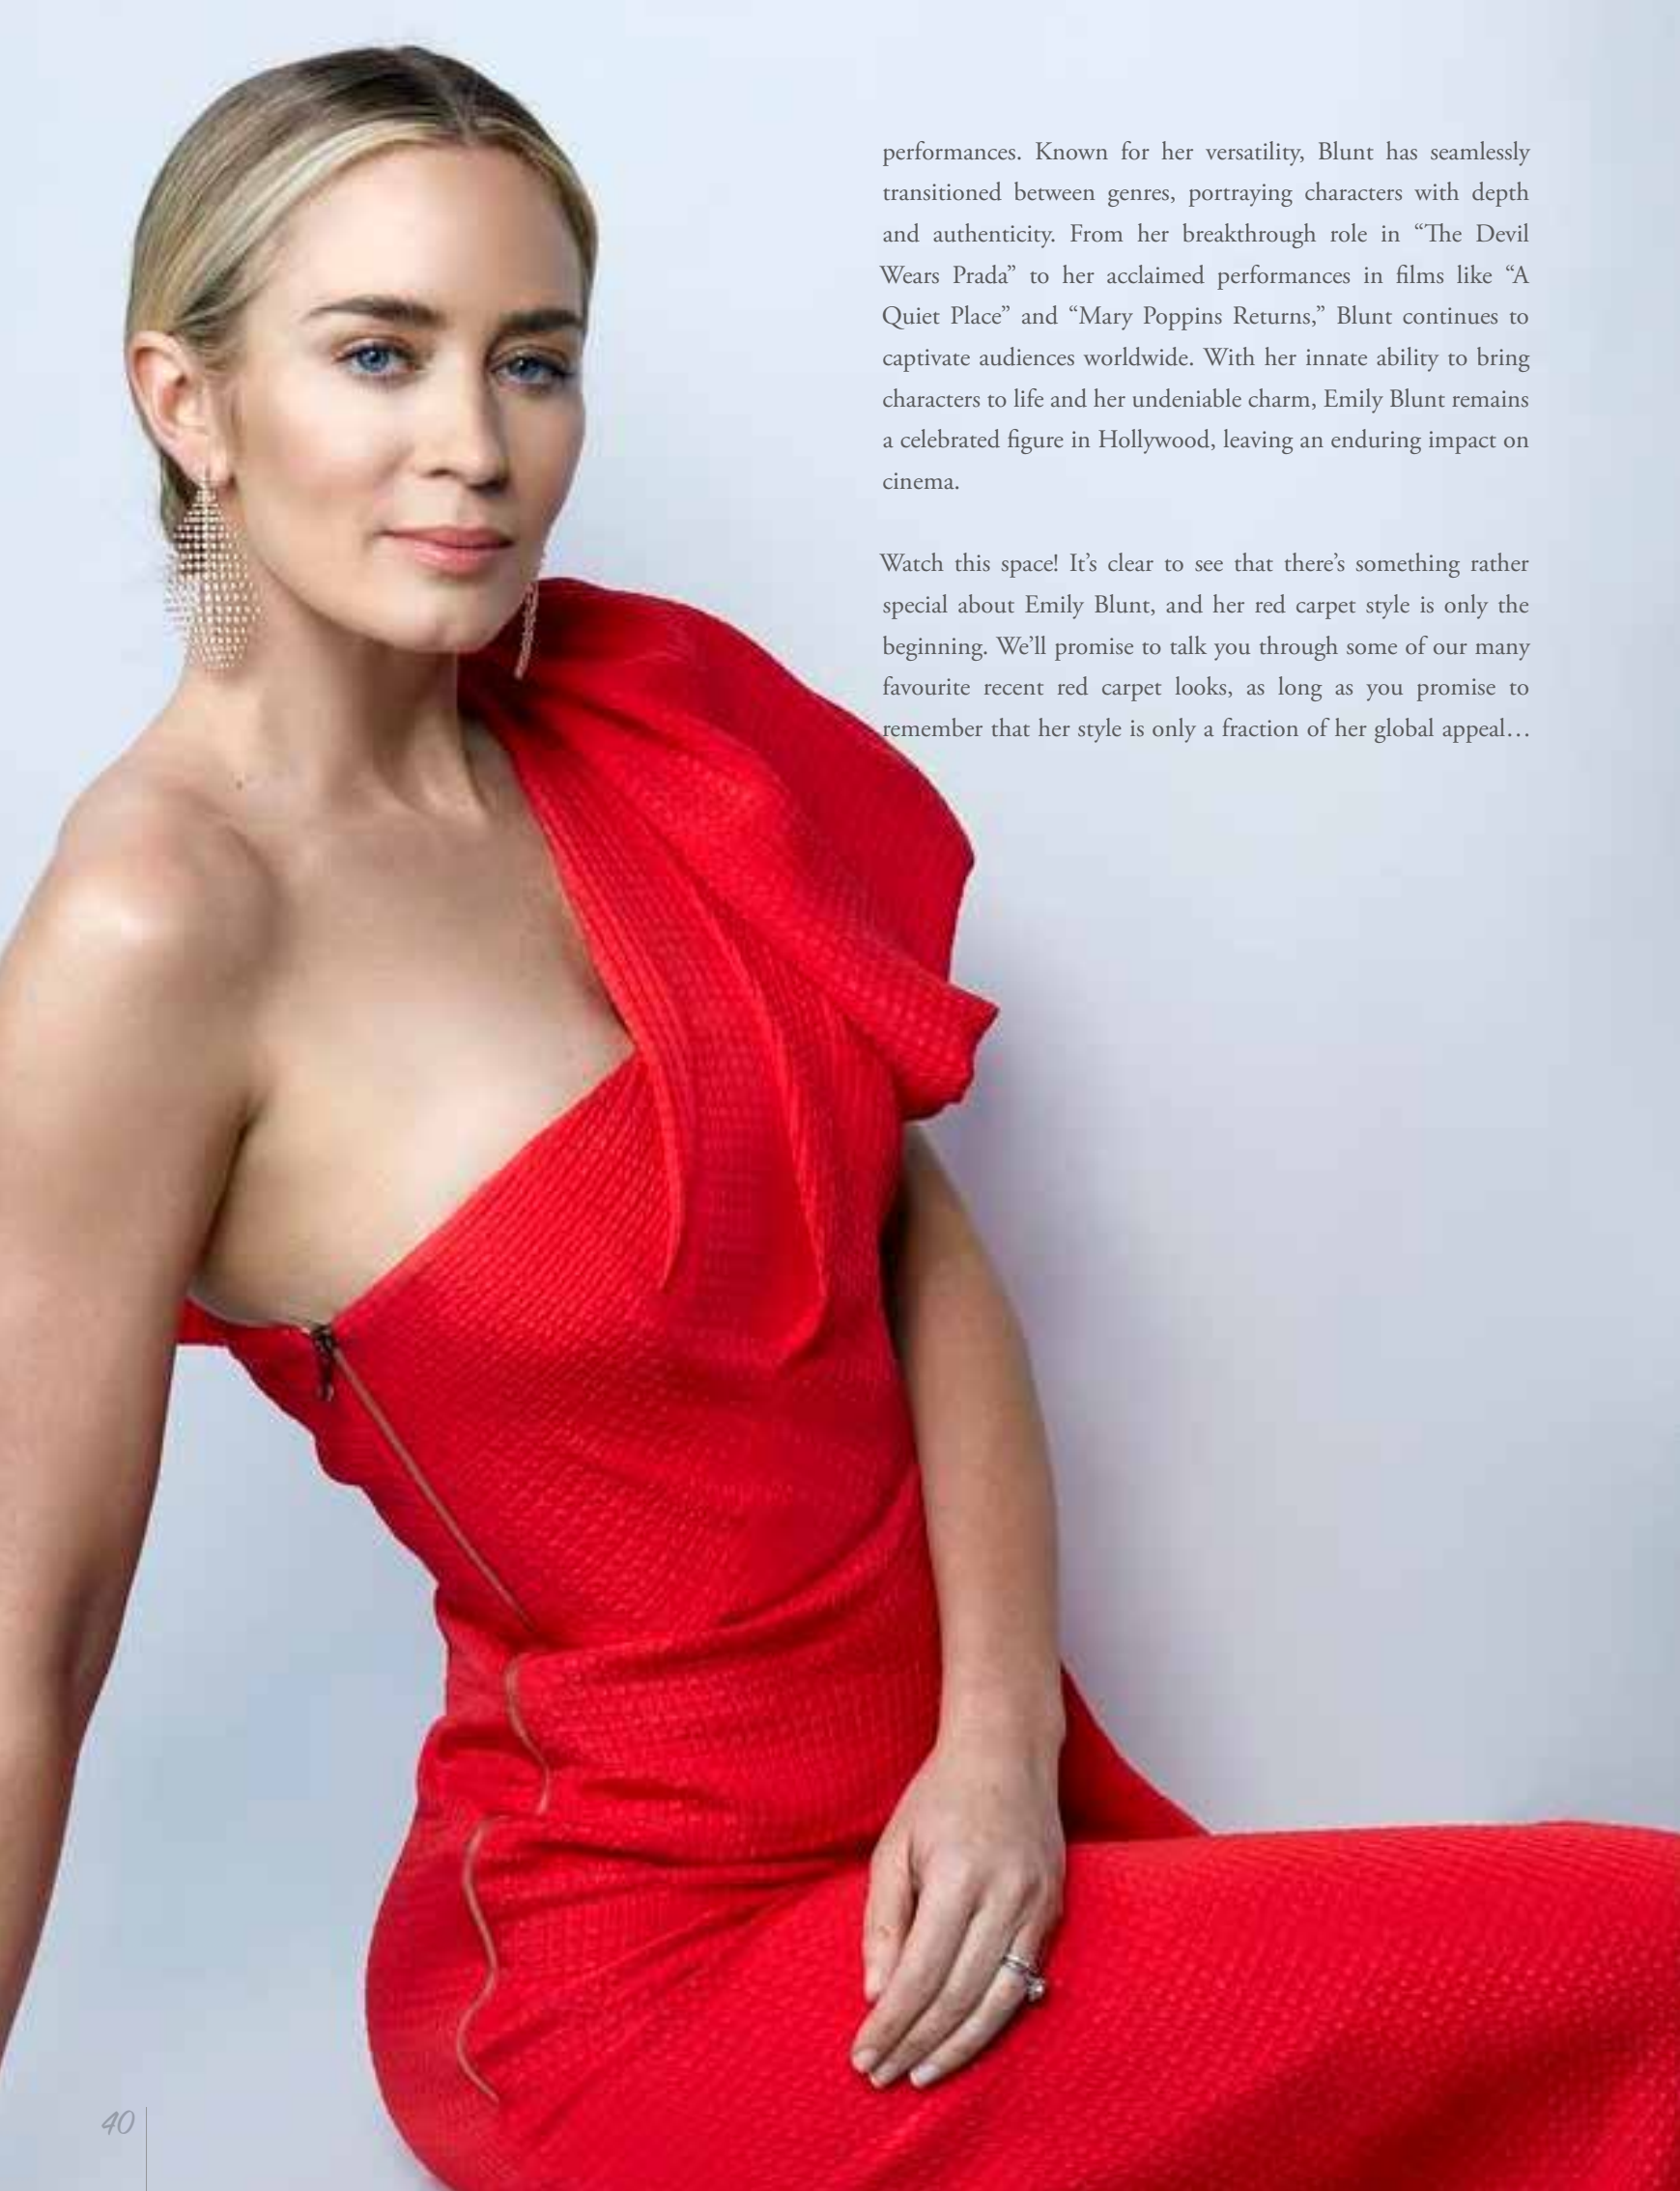 performances. Known for her versatility, Blunt has seamlessly
transitioned between genres, portraying characters with depth
and authenticity. From her breakthrough role in “The Devil
Wears Prada” to her acclaimed performances in films like “A
Quiet Place” and “Mary Poppins Returns,” Blunt continues to
captivate audiences worldwide. With her innate ability to bring
characters to life and her undeniable charm, Emily Blunt remains
a celebrated figure in Hollywood, leaving an enduring impact on
cinema.
Watch this space! It’s clear to see that there’s something rather
special about Emily Blunt, and her red carpet style is only the
beginning. We’ll promise to talk you through some of our many
favourite recent red carpet looks, as long as you promise to
remember that her style is only a fraction of her global appeal…
40